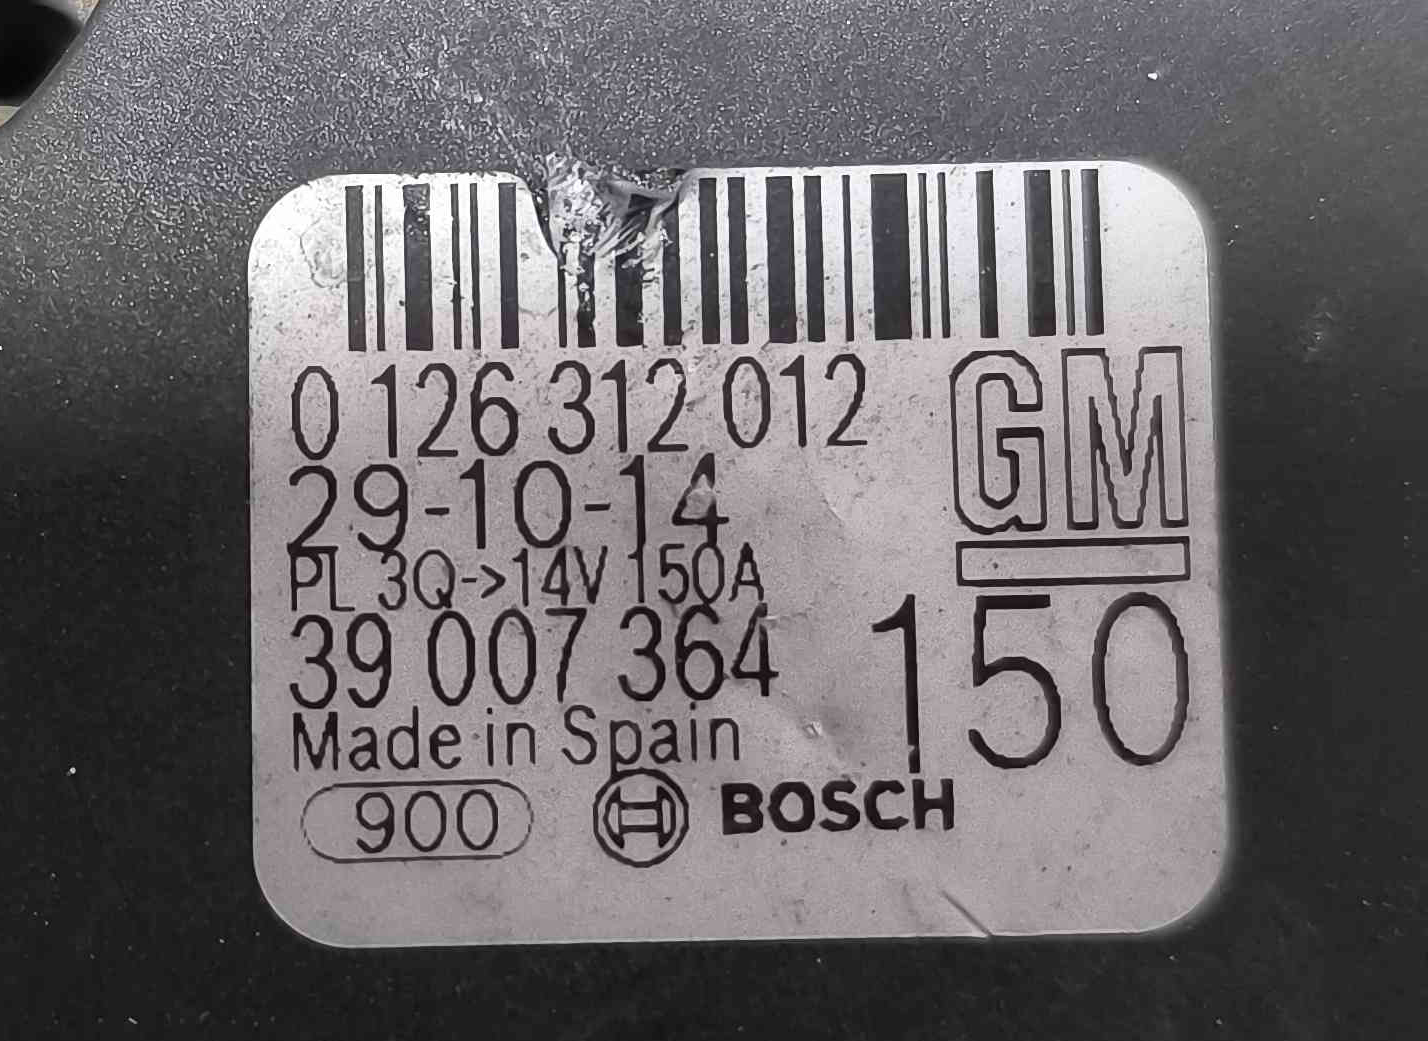 0 126 312 012
GM
29-10-14
PL 3Q->14V 150A
39 007 364
150
Made in Spain
900
BOSCH